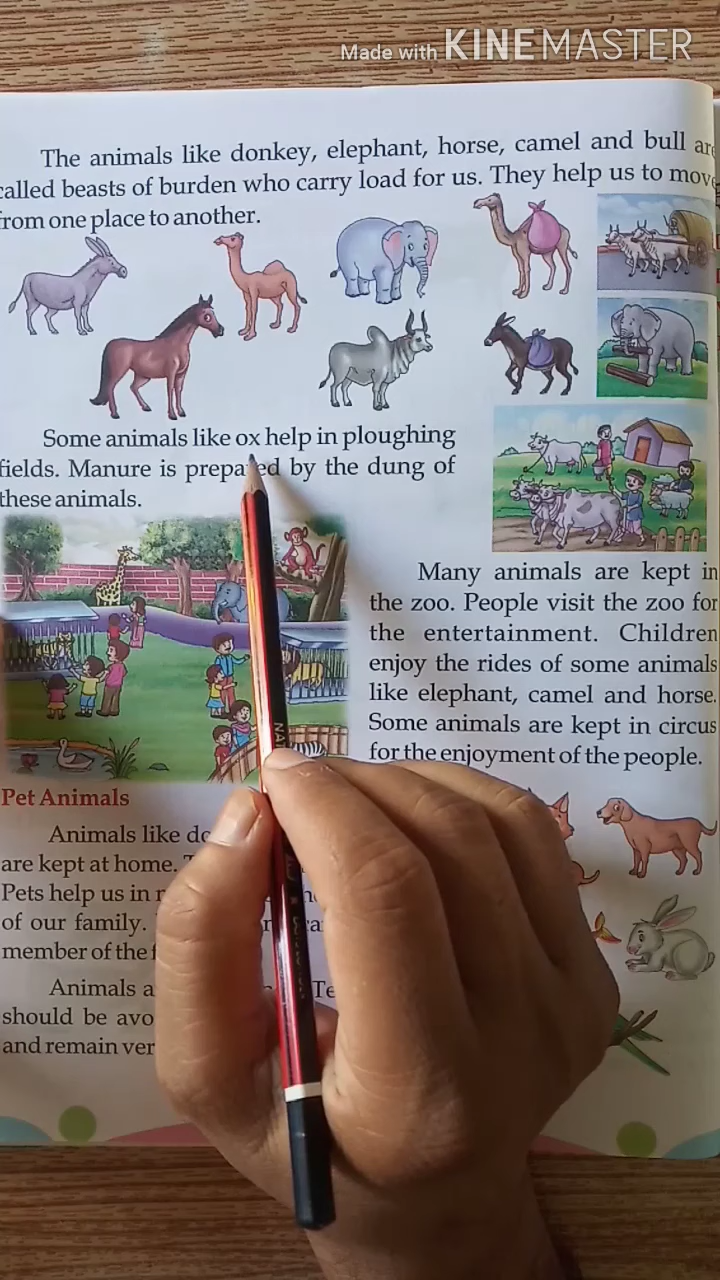 Made with KINEMASTER
The animals like donkey, elephant, horse, camel and bull are
called beasts of burden who carry load for us. They help us to move
from one place to another.
Some animals like ox help in ploughing
fields. Manure is prepared by the dung of
these animals.
Many animals are kept in
the zoo. People visit the zoo for
the entertainment. Children
enjoy the rides of some animals
like elephant, camel and horse.
Some animals are kept in circus
for the enjoyment of the people.
Pet Animals
Animals like
are kept at home.
Pets help us in
of our family.
member of the
Animals
should be
and remain